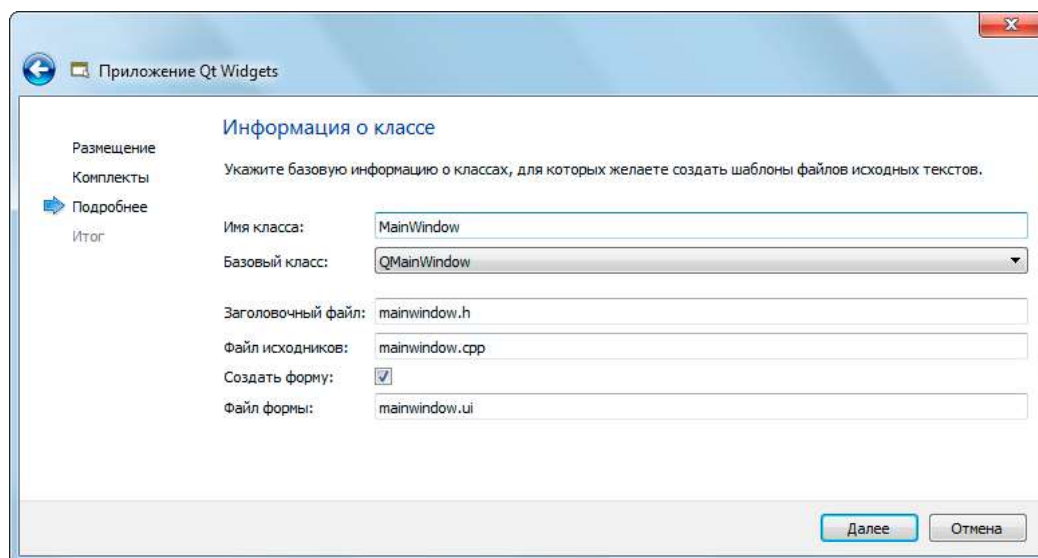 Приложение Qt Widgets
Размещение
Комплекты
Подробнее
Итог
Информация о классе
Укажите базовую информацию о классах, для которых желаете создать шаблоны файлов исходных текстов.
Имя класса: MainWindow
Базовый класс: QMainWindow
Заголовочный файл: mainwindow.h
Файл исходников: mainwindow.cpp
Создать форму:
Файл формы: mainwindow.ui
Далее Отмена